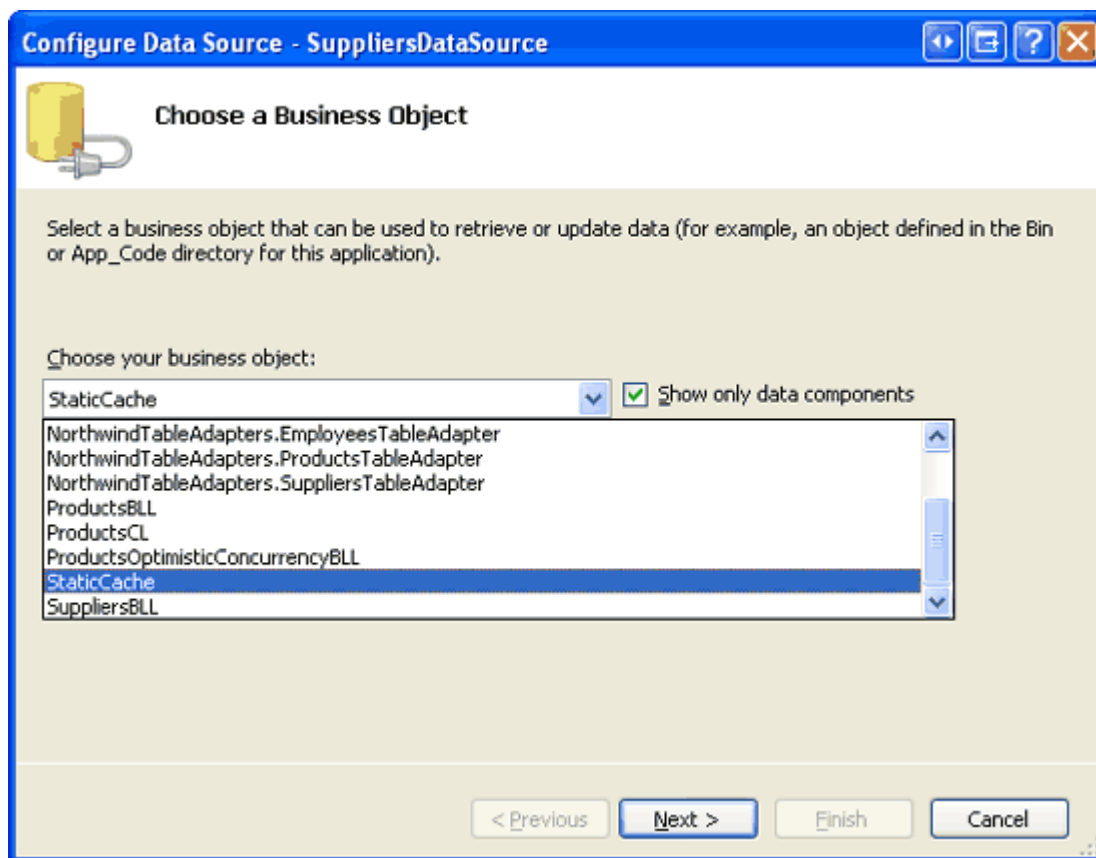 Configure Data Source - SuppliersDataSource
Choose a Business Object
Select a business object that can be used to retrieve or update data (for example, an object defined in the Bin
or App_Code directory for this application).
Choose your business object:
StaticCache
Show only data components
NorthwindTableAdapters.EmployeesTableAdapter
NorthwindTableAdapters.ProductsTableAdapter
NorthwindTableAdapters.SuppliersTableAdapter
ProductsBLL
ProductsCL
ProductsOptimisticConcurrencyBLL
StaticCache
SuppliersBLL
< Previous
Next >
Finish
Cancel